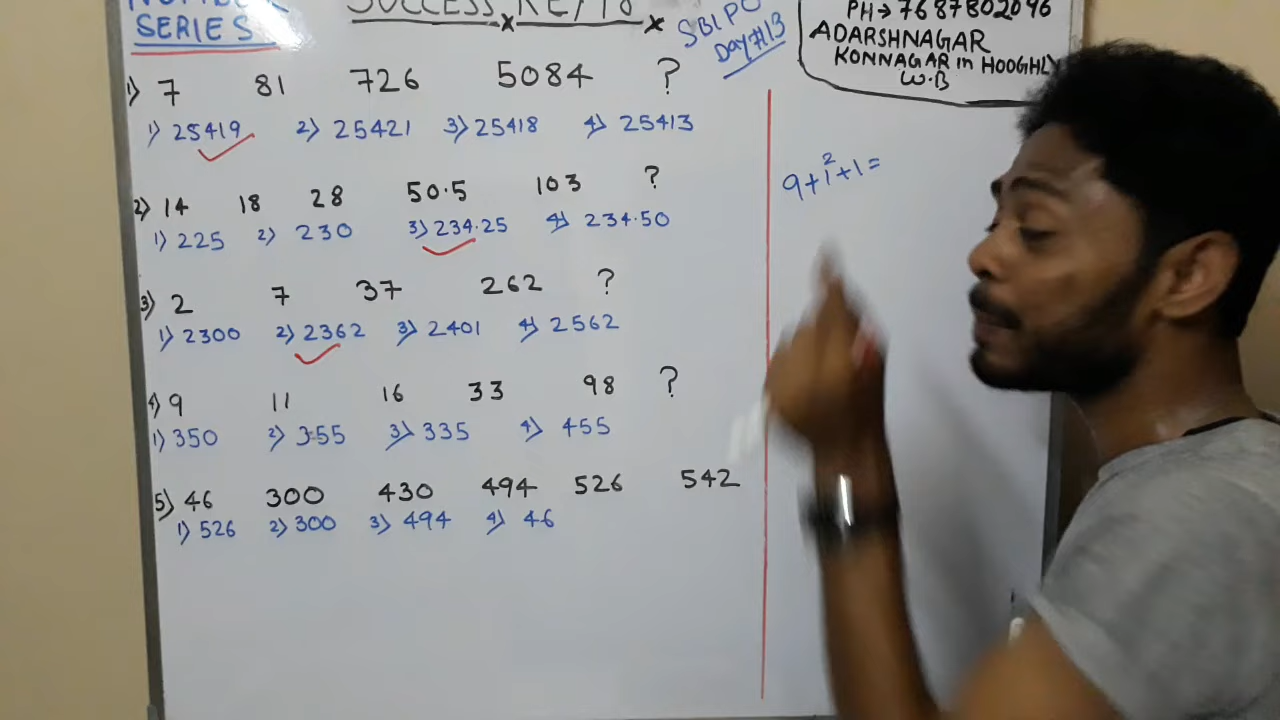 NUMBER
SERIES
SUCCESS
SBI PO
Day#13
PH→7687802096
ADARSHNAGAR
KONNAGAR in HOOGHLY
W.B
1) 7 81 726 5084 ?
1) 25419 2) 25421 3) 25418 4) 25413
2) 14 18 28 50.5 103 ?
1) 225 2) 230 3) 234.25 4) 234.50
3) 2 7 37 262 ?
1) 2300 2) 2362 3) 2401 4) 2562
4) 9 11 16 33 98 ?
1) 350 2) 355 3) 335 4) 455
5) 46 300 430 494 526 542
1) 526 2) 300 3) 494 4) 46
9+1²+1=